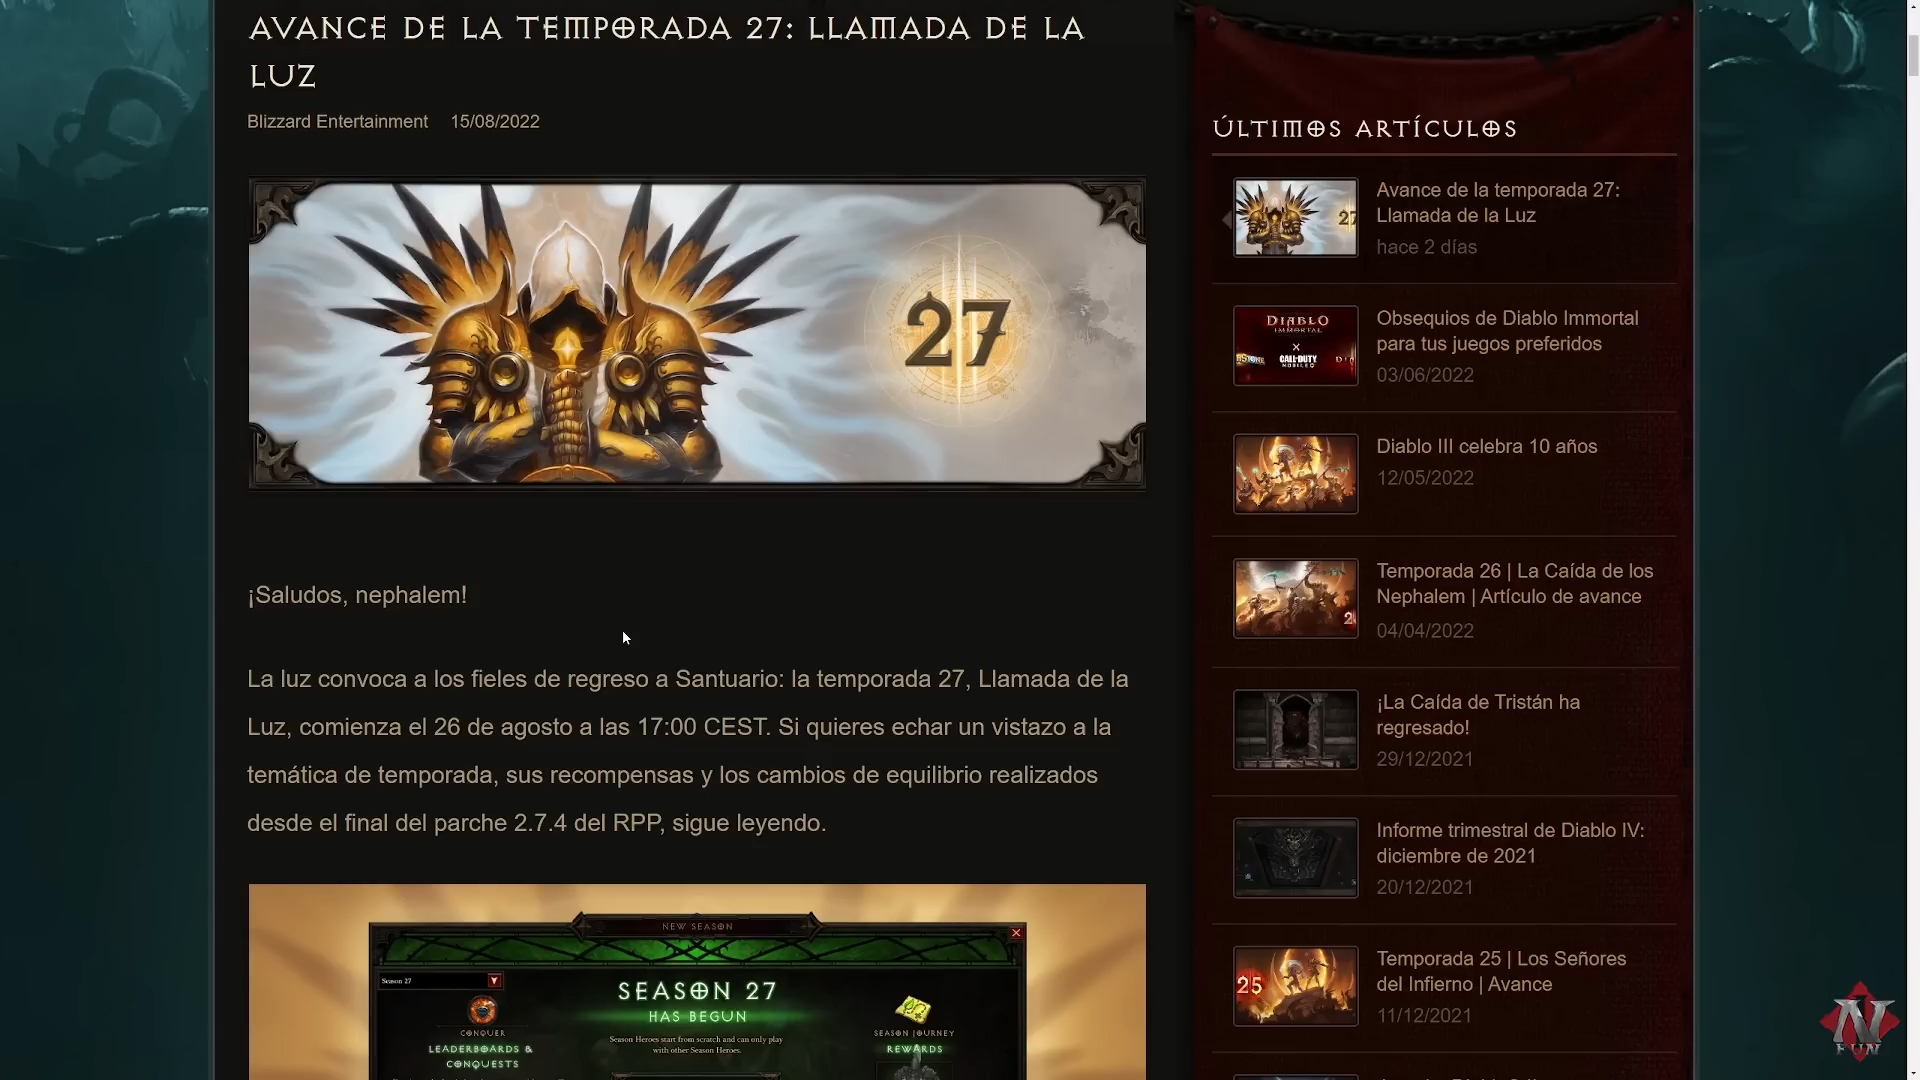 AVANCE DE LA TEMPORADA 27: LLAMADA DE LA
LUZ
Blizzard Entertainment 15/08/2022
27
¡Saludos, nephalem!
La luz convoca a los fieles de regreso a Santuario: la temporada 27, Llamada de la
Luz, comienza el 26 de agosto a las 17:00 CEST. Si quieres echar un vistazo a la
temática de temporada, sus recompensas y los cambios de equilibrio realizados
desde el final del parche 2.7.4 del RPP, sigue leyendo.
NEW SEASON
Season 27
SEASON 27
HAS BEGUN
Season Heroes start from scratch and can only play
with other Season Heroes.
CONQUER
LEADERBOARDS &
CONQUESTS
SEASON JOURNEY
REWARDS
ÚLTIMOS ARTÍCULOS
27
Avance de la temporada 27:
Llamada de la Luz
hace 2 días
DIABLO
IMMORTAL
X
CALL·DUTY
MOBILE
Obsequios de Diablo Immortal
para tus juegos preferidos
03/06/2022
Diablo III celebra 10 años
12/05/2022
Temporada 26 | La Caída de los
Nephalem | Artículo de avance
04/04/2022
¡La Caída de Tristán ha
regresado!
29/12/2021
Informe trimestral de Diablo IV:
diciembre de 2021
20/12/2021
25
Temporada 25 | Los Señores
del Infierno | Avance
11/12/2021
N
FUN